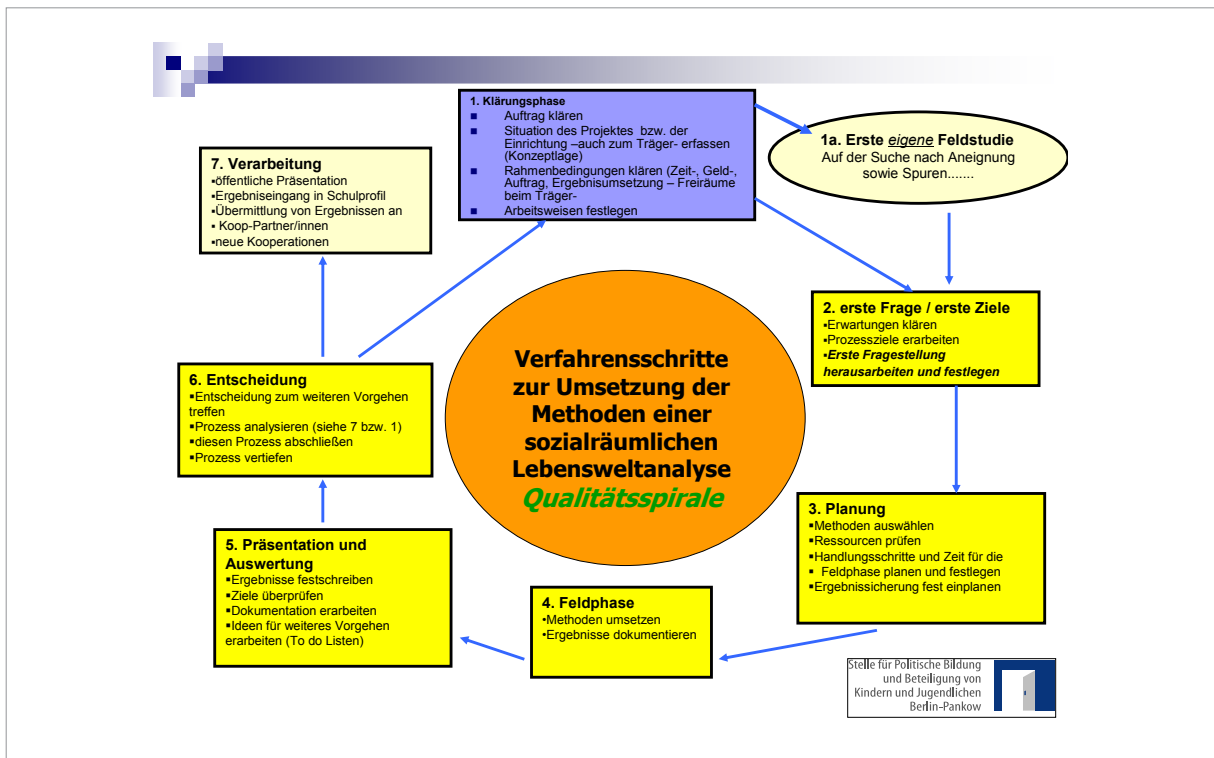 1. Klärungsphase
■ Auftrag klären
■ Situation des Projektes bzw. der
Einrichtung –auch zum Träger- erfassen
(Konzeptlage)
■ Rahmenbedingungen klären (Zeit-, Geld-,
Auftrag, Ergebnisumsetzung – Freiräume
beim Träger-
■ Arbeitsweisen festlegen
1a. Erste eigene Feldstudie
Auf der Suche nach Aneignung
sowie Spuren.......
2. erste Frage / erste Ziele
▪Erwartungen klären
▪Prozessziele erarbeiten
▪Erste Fragestellung
herausarbeiten und festlegen
3. Planung
▪Methoden auswählen
▪Ressourcen prüfen
▪Handlungsschritte und Zeit für die
▪ Feldphase planen und festlegen
▪Ergebnissicherung fest einplanen
4. Feldphase
•Methoden umsetzen
•Ergebnisse dokumentieren
5. Präsentation und
Auswertung
▪Ergebnisse festschreiben
▪Ziele überprüfen
▪Dokumentation erarbeiten
▪Ideen für weiteres Vorgehen
erarbeiten (To do Listen)
6. Entscheidung
▪Entscheidung zum weiteren Vorgehen
treffen
▪Prozess analysieren (siehe 7 bzw. 1)
▪diesen Prozess abschließen
▪Prozess vertiefen
7. Verarbeitung
▪öffentliche Präsentation
▪Ergebniseingang in Schulprofil
▪Übermittlung von Ergebnissen an
▪ Koop-Partner/innen
▪neue Kooperationen
Verfahrensschritte
zur Umsetzung der
Methoden einer
sozialräumlichen
Lebensweltanalyse
Qualitätsspirale
Stelle für Politische Bildung
und Beteiligung von
Kindern und Jugendlichen
Berlin-Pankow